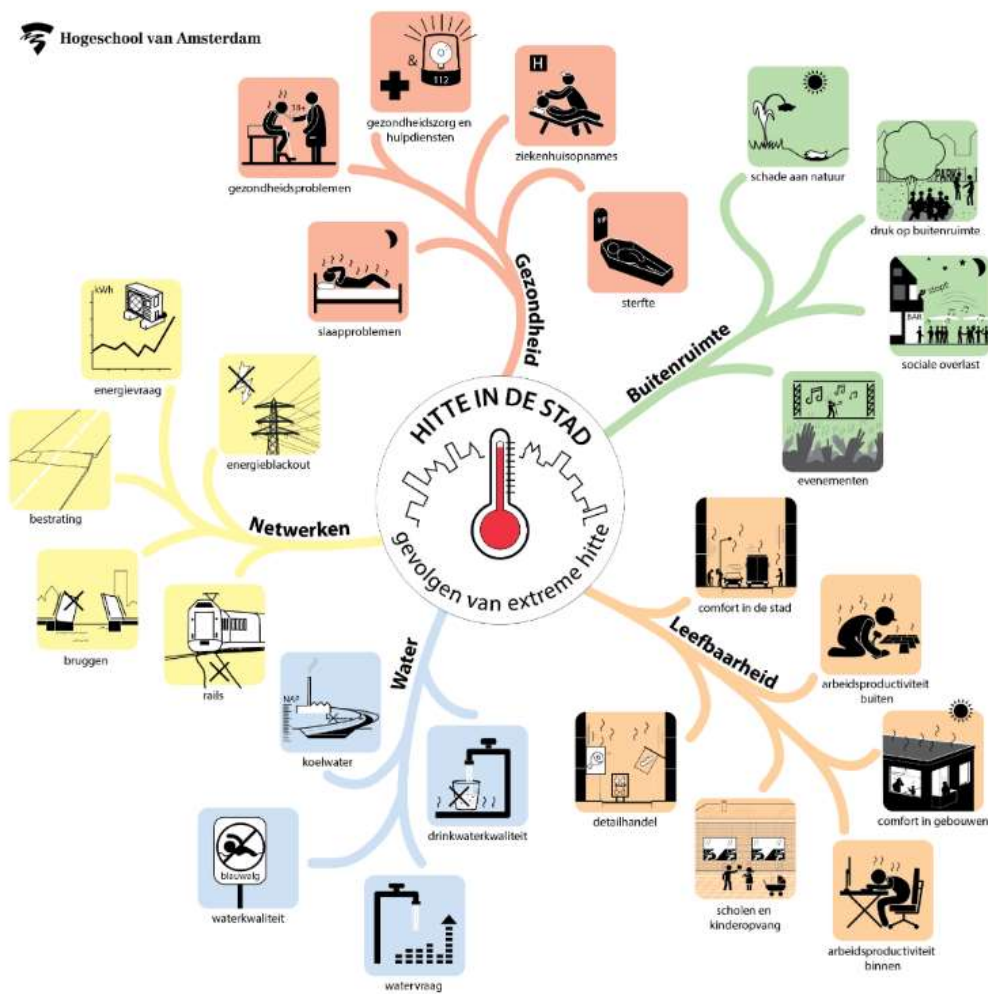 Hogeschool van Amsterdam
HITTE IN DE STAD
gevolgen van extreme hitte
Gezondheid
gezondheidsproblemen
38+
&
112
gezondheidszorg en
hulpdiensten
H
ziekenhuisopnames
slaapproblemen
RIP
sterfte
Buitenruimte
schade aan natuur
PARK
druk op buitenruimte
stop!!
BAR
sociale overlast
evenementen
Leefbaarheid
comfort in de stad
arbeidsproductiviteit
buiten
comfort in gebouwen
arbeidsproductiviteit
binnen
scholen en
kinderopvang
detailhandel
Water
NAP
koelwater
drinkwaterkwaliteit
blauwalg
waterkwaliteit
watervraag
Netwerken
kWh
energievraag
energieblackout
bestrating
bruggen
rails